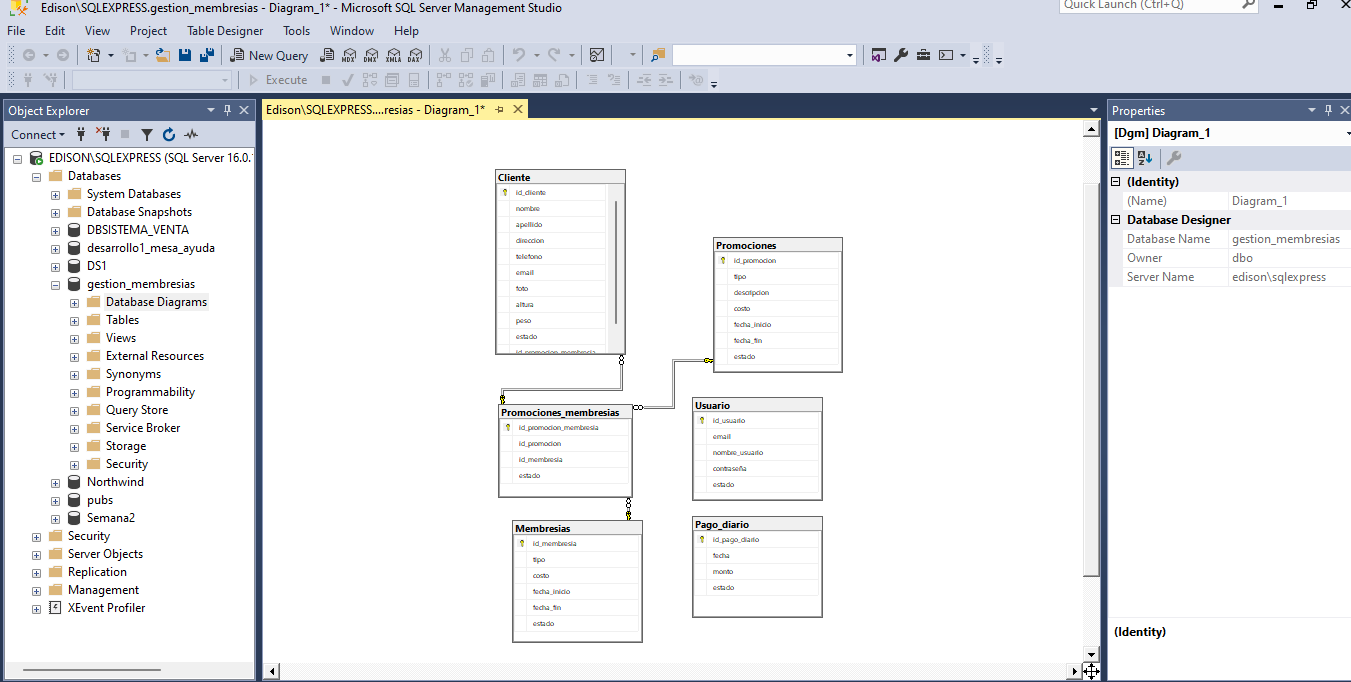 Edison\SQLEXPRESS.gestion_membresias - Diagram_1* - Microsoft SQL Server Management Studio
Quick Launch (Ctrl+Q)
File Edit View Project Table Designer Tools Window Help
New Query MDX DMX XMLA DAX
Execute
Object Explorer
Connect
EDISON\SQLEXPRESS (SQL Server 16.0.
Databases
System Databases
Database Snapshots
DBSISTEMA_VENTA
desarrollo1_mesa_ayuda
DS1
gestion_membresias
Database Diagrams
Tables
Views
External Resources
Synonyms
Programmability
Query Store
Service Broker
Storage
Security
Northwind
pubs
Semana2
Security
Server Objects
Replication
Management
XEvent Profiler
Edison\SQLEXPRESS....resias - Diagram_1*
Cliente
id_cliente
nombre
apellido
direccion
telefono
email
foto
altura
peso
estado
id_promocion_membresia
Promociones
id_promocion
tipo
descripcion
costo
fecha_inicio
fecha_fin
estado
Promociones_membresias
id_promocion_membresia
id_promocion
id_membresia
estado
Usuario
id_usuario
email
nombre_usuario
contraseña
estado
Membresias
id_membresia
tipo
costo
fecha_inicio
fecha_fin
estado
Pago_diario
id_pago_diario
fecha
monto
estado
Properties
[Dgm] Diagram_1
(Identity)
(Name) Diagram_1
Database Designer
Database Name gestion_membresias
Owner dbo
Server Name edison\sqlexpress
(Identity)